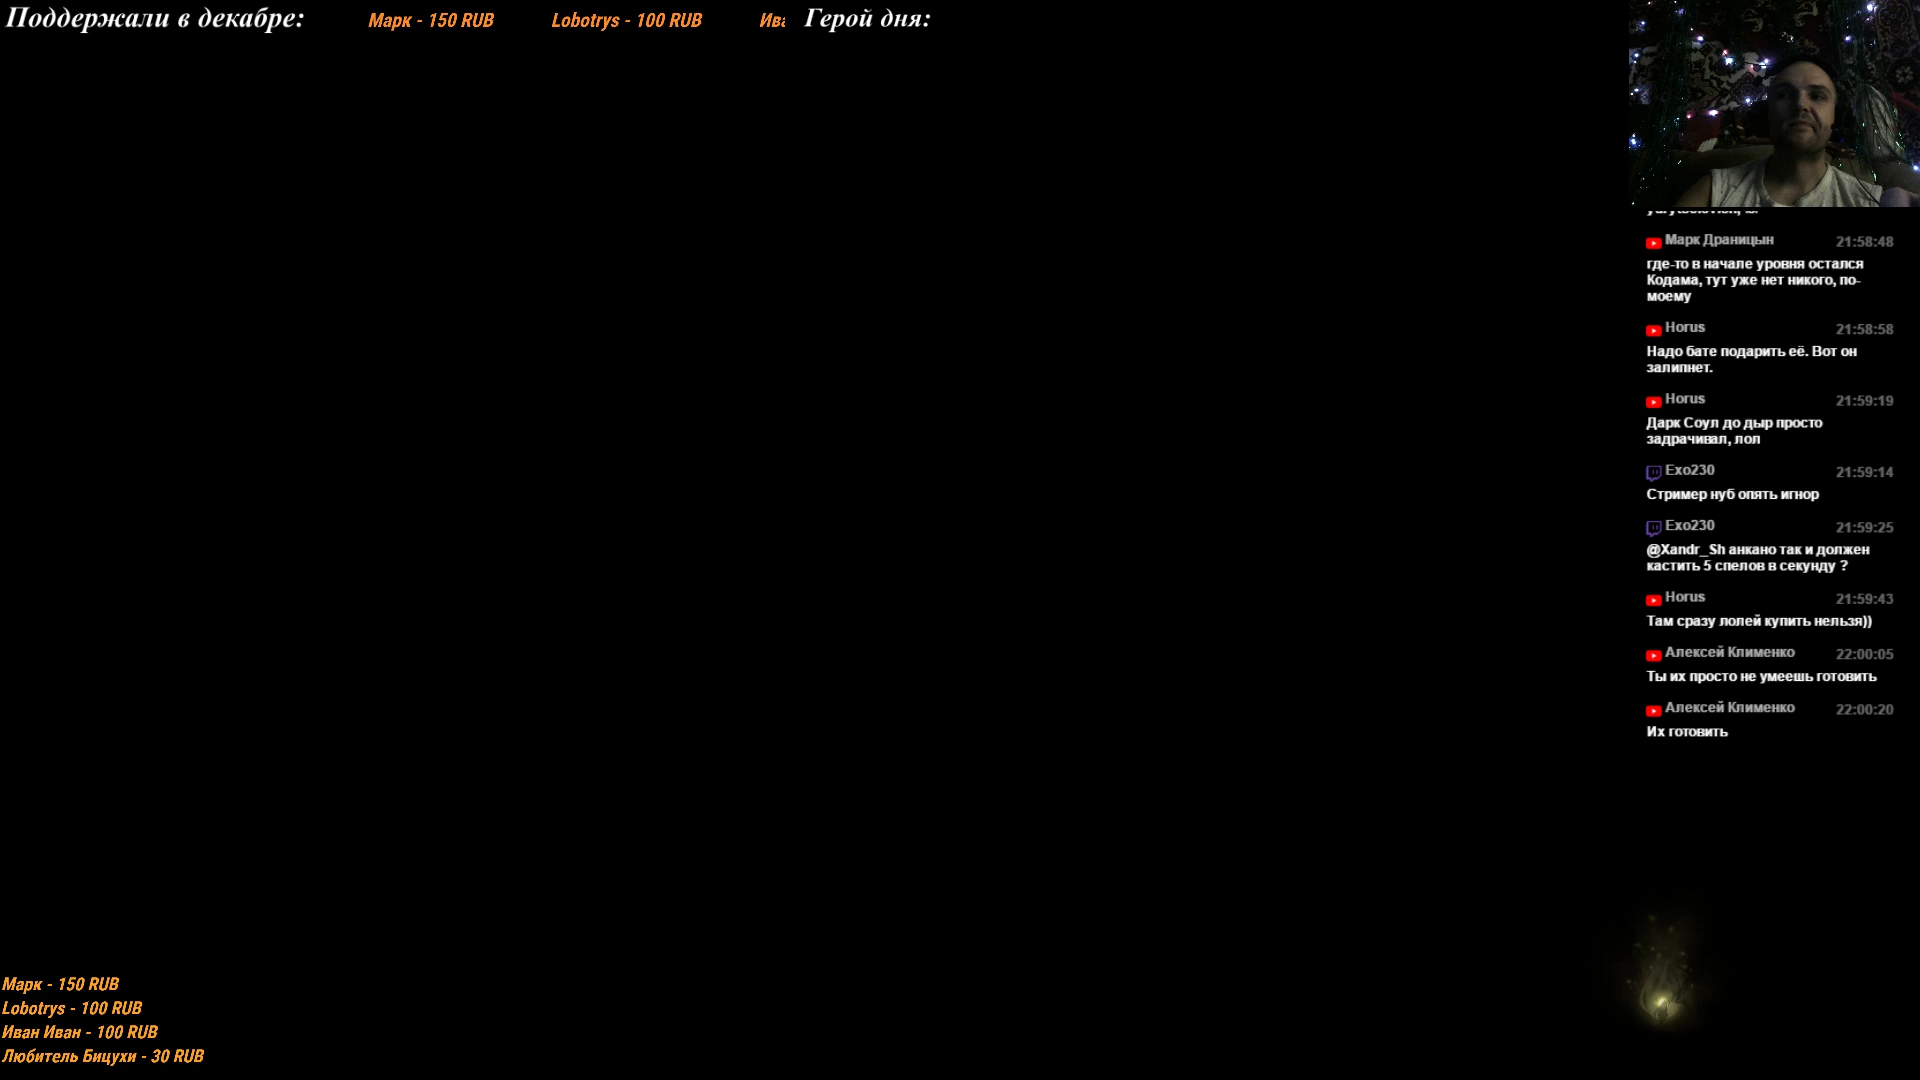 Поддержали в декабре:
Марк - 150 RUB
Lobotrys - 100 RUB
Ива
Герой дня:
Марк Драницын 21:58:48
где-то в начале уровня остался
Кодама, тут уже нет никого, по-
моему
Horus 21:58:58
Надо бате подарить её. Вот он
залипнет.
Horus 21:59:19
Дарк Соул до дыр просто
задрачивал, лол
Exo230 21:59:14
Стример нуб опять игнор
Exo230 21:59:25
@Xandr_Sh анкано так и должен
кастить 5 спелов в секунду ?
Horus 21:59:43
Там сразу лолей купить нельзя))
Алексей Клименко 22:00:05
Ты их просто не умеешь готовить
Алексей Клименко 22:00:20
Их готовить
Марк - 150 RUB
Lobotrys - 100 RUB
Иван Иван - 100 RUB
Любитель Бицухи - 30 RUB